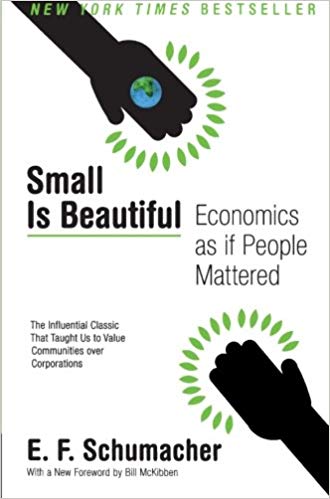 NEW YORK TIMES BESTSELLER
Small
Is Beautiful
Economics
as if People
Mattered
The Influential Classic
That Taught Us to Value
Communities over
Corporations
E. F. Schumacher
With a New Foreword by Bill McKibben